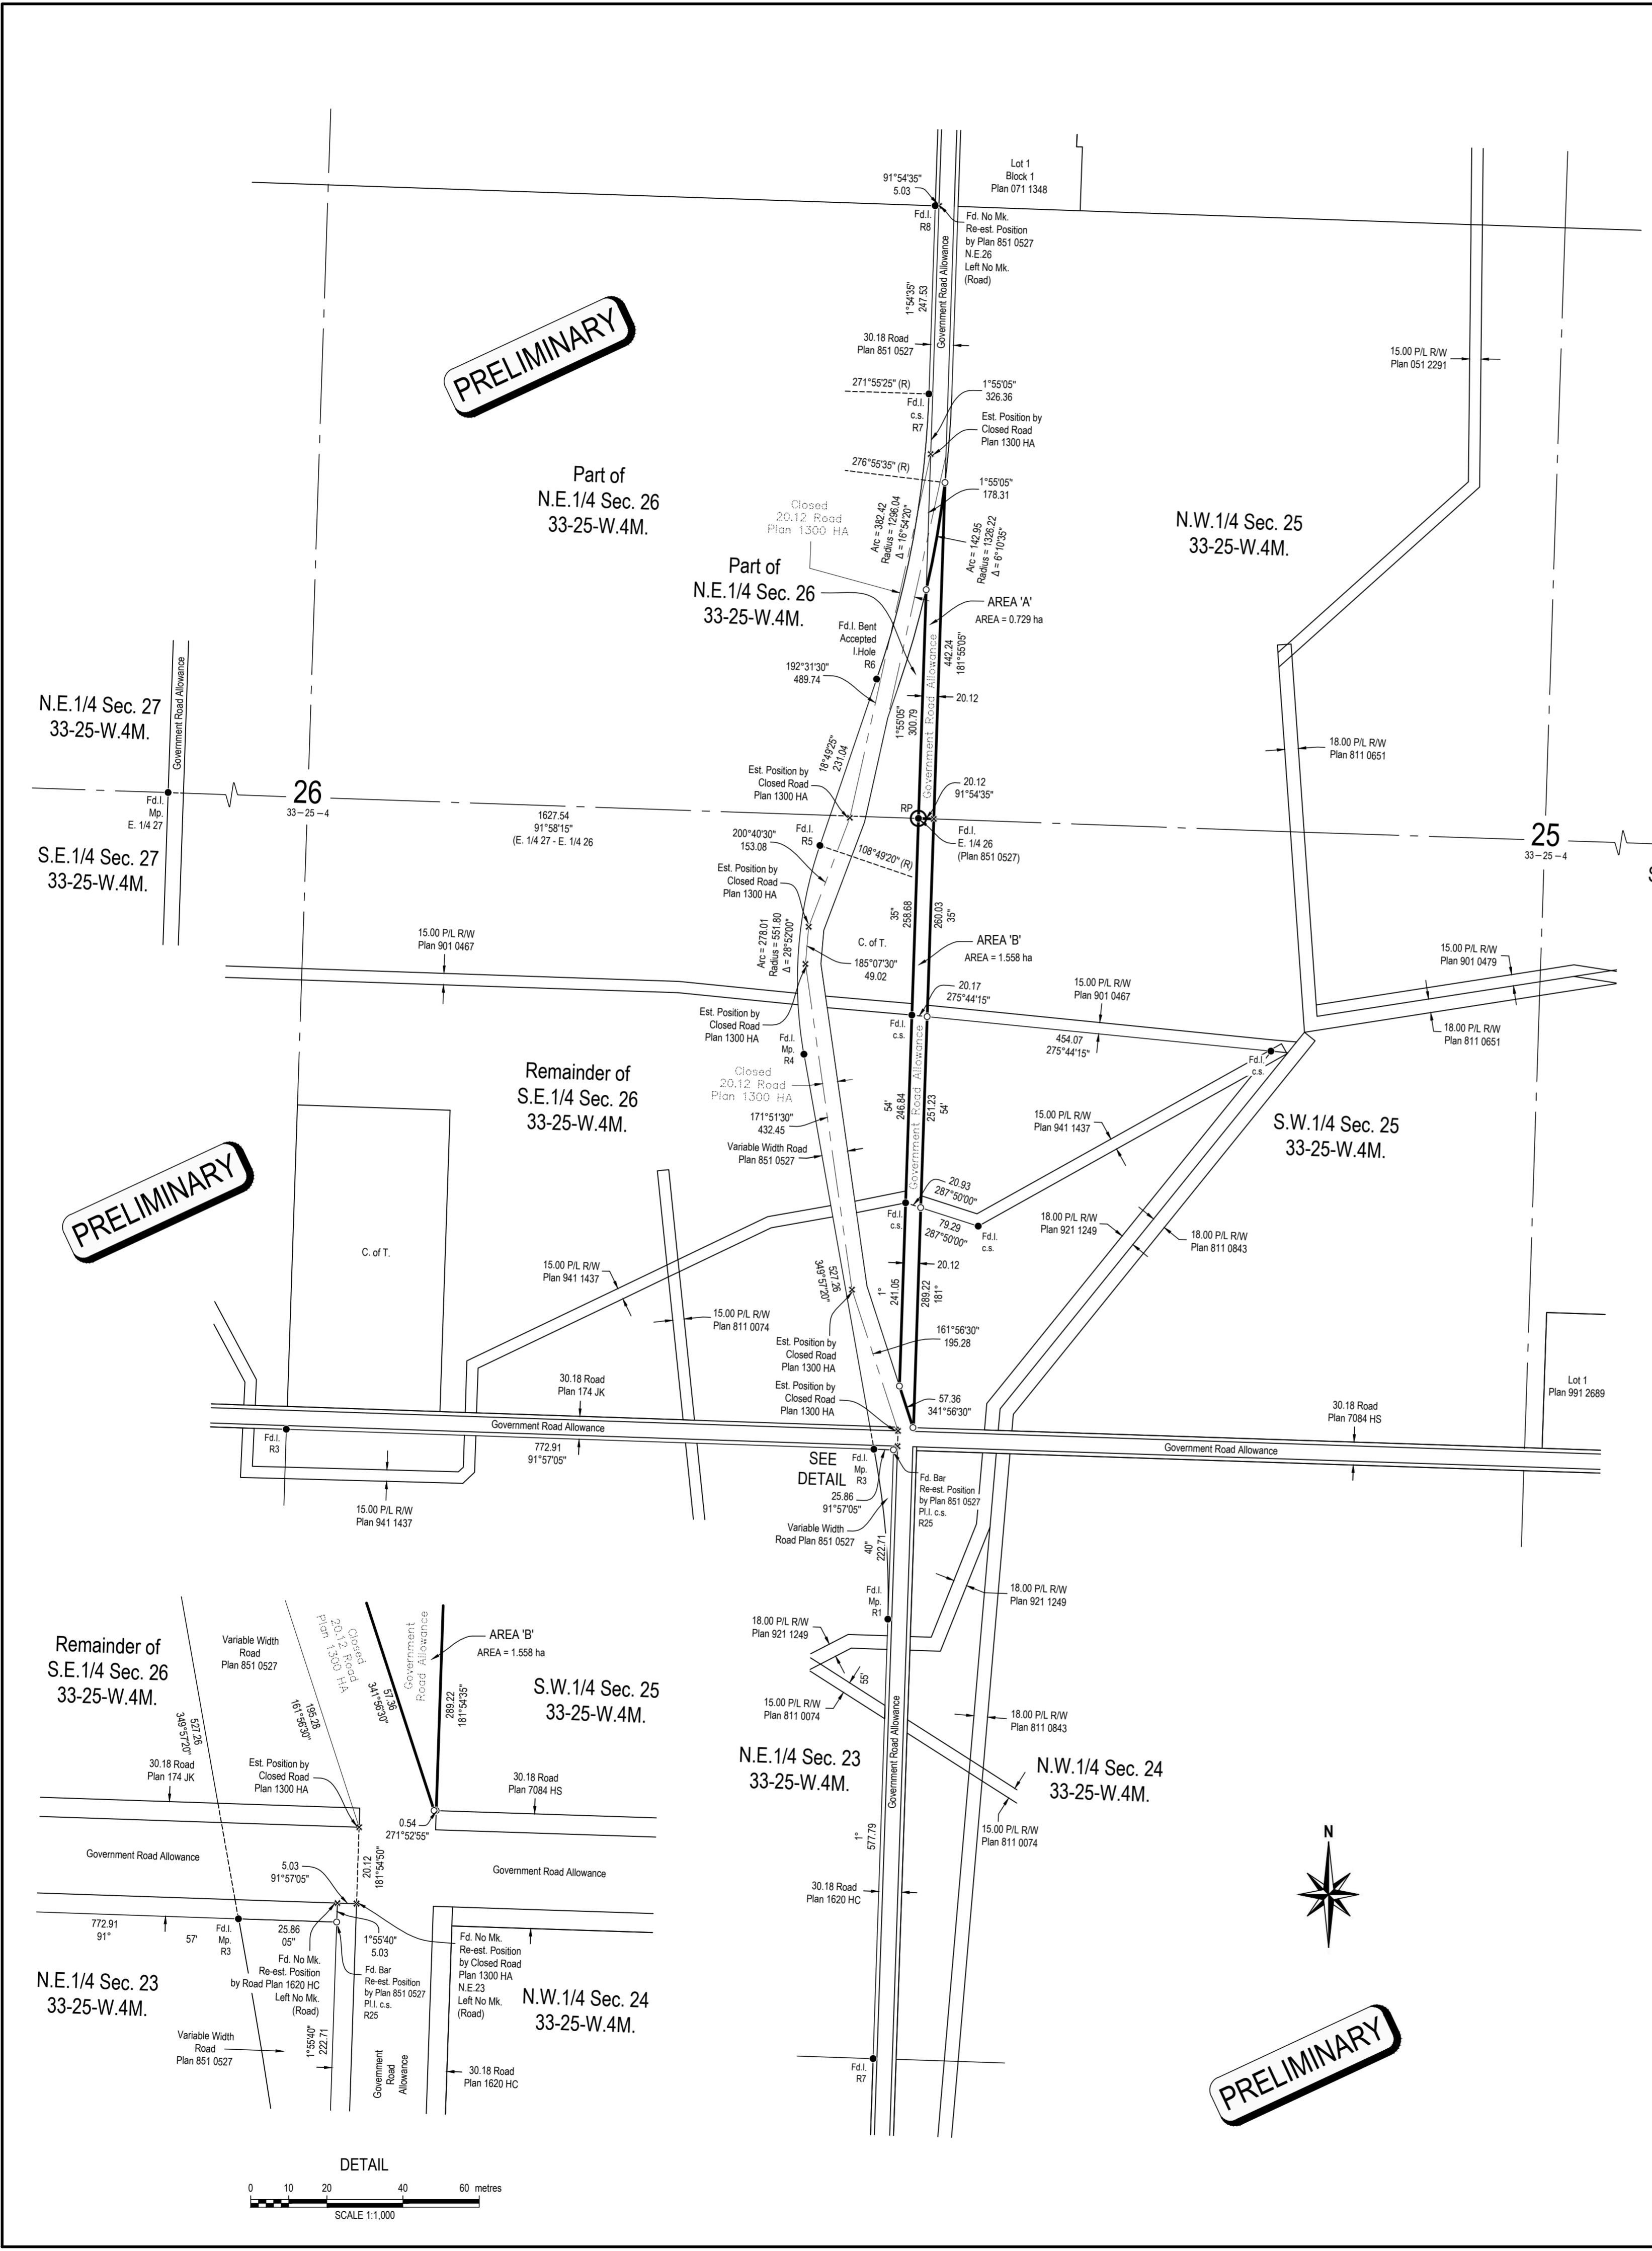 Lot 1
Block 1
Plan 071 1348
91°54'35"
5.03
Fd.I.
R8
Fd. No Mk.
Re-est. Position
by Plan 851 0527
N.E.26
Left No Mk.
(Road)
Government Road Allowance
1°54'35"
247.53
30.18 Road
Plan 851 0527
15.00 P/L R/W
Plan 051 2291
PRELIMINARY
271°55'25" (R)
Fd.I.
c.s.
R7
1°55'05"
326.36
Est. Position by
Closed Road
Plan 1300 HA
276°55'35" (R)
1°55'05"
178.31
Part of
N.E.1/4 Sec. 26
33-25-W.4M.
Closed
20.12 Road
Plan 1300 HA
Arc = 382.42
Radius = 1296.04
Δ = 16°54'20"
Arc = 142.95
Radius = 1326.22
Δ = 6°10'35"
N.W.1/4 Sec. 25
33-25-W.4M.
Part of
N.E.1/4 Sec. 26
33-25-W.4M.
AREA 'A'
AREA = 0.729 ha
Fd.I. Bent
Accepted
I.Hole
R6
192°31'30"
489.74
Government Road Allowance
442.24
181°55'05"
20.12
1°55'05"
300.79
N.E.1/4 Sec. 27
33-25-W.4M.
Government Road Allowance
18.00 P/L R/W
Plan 811 0651
18°49'25"
231.04
Est. Position by
Closed Road
Plan 1300 HA
20.12
91°54'35"
RP
26
33-25-4
Fd.I.
Mp.
E. 1/4 27
1627.54
91°58'15"
(E. 1/4 27 - E. 1/4 26
Fd.I.
E. 1/4 26
(Plan 851 0527)
25
33-25-4
S
200°40'30"
153.08
Fd.I.
R5
108°49'20" (R)
S.E.1/4 Sec. 27
33-25-W.4M.
Est. Position by
Closed Road
Plan 1300 HA
35"
258.68
260.03
35"
15.00 P/L R/W
Plan 901 0467
Arc = 278.01
Radius = 551.80
Δ = 28°52'00"
C. of T.
185°07'30"
49.02
AREA 'B'
AREA = 1.558 ha
15.00 P/L R/W
Plan 901 0479
20.17
275°44'15"
15.00 P/L R/W
Plan 901 0467
18.00 P/L R/W
Plan 811 0651
Est. Position by
Closed Road
Plan 1300 HA
Fd.I.
c.s.
454.07
275°44'15"
Fd.I.
Mp.
R4
Fd.I.
c.s.
Remainder of
S.E.1/4 Sec. 26
33-25-W.4M.
Closed
20.12 Road
Plan 1300 HA
Government Road Allowance
54'
246.84
251.23
54'
171°51'30"
432.45
15.00 P/L R/W
Plan 941 1437
S.W.1/4 Sec. 25
33-25-W.4M.
Variable Width Road
Plan 851 0527
PRELIMINARY
20.93
287°50'00"
Fd.I.
c.s.
79.29
287°50'00"
Fd.I.
c.s.
18.00 P/L R/W
Plan 921 1249
18.00 P/L R/W
Plan 811 0843
C. of T.
15.00 P/L R/W
Plan 941 1437
527.26
349°57'20"
20.12
1°
241.05
289.22
181°
15.00 P/L R/W
Plan 811 0074
161°56'30"
195.28
Est. Position by
Closed Road
Plan 1300 HA
30.18 Road
Plan 174 JK
Est. Position by
Closed Road
Plan 1300 HA
57.36
341°56'30"
Lot 1
Plan 991 2689
30.18 Road
Plan 7084 HS
Government Road Allowance
Government Road Allowance
Fd.I.
R3
772.91
91°57'05"
SEE
DETAIL
Fd.I.
Mp.
R3
Fd. Bar
Re-est. Position
by Plan 851 0527
Pl.I. c.s.
R25
25.86
91°57'05"
15.00 P/L R/W
Plan 941 1437
Variable Width
Road Plan 851 0527
40"
222.71
Fd.I.
Mp.
R1
18.00 P/L R/W
Plan 921 1249
18.00 P/L R/W
Plan 921 1249
55'
15.00 P/L R/W
Plan 811 0074
Government Road Allowance
18.00 P/L R/W
Plan 811 0843
N.E.1/4 Sec. 23
33-25-W.4M.
N.W.1/4 Sec. 24
33-25-W.4M.
15.00 P/L R/W
Plan 811 0074
1°
577.79
30.18 Road
Plan 1620 HC
Fd.I.
R7
N
PRELIMINARY
Remainder of
S.E.1/4 Sec. 26
33-25-W.4M.
Variable Width
Road
Plan 851 0527
Closed
20.12 Road
Plan 1300 HA
Government
Road Allowance
AREA 'B'
AREA = 1.558 ha
57.36
341°56'30"
289.22
181°54'35"
S.W.1/4 Sec. 25
33-25-W.4M.
527.26
349°57'20"
195.28
161°56'30"
30.18 Road
Plan 174 JK
Est. Position by
Closed Road
Plan 1300 HA
30.18 Road
Plan 7084 HS
0.54
271°52'55"
Government Road Allowance
5.03
91°57'05"
20.12
181°54'50"
Government Road Allowance
772.91
91°
57'
Fd.I.
Mp.
R3
25.86
05"
1°55'40"
5.03
Fd. No Mk.
Re-est. Position
by Road Plan 1620 HC
Left No Mk.
(Road)
Fd. Bar
Re-est. Position
by Plan 851 0527
Pl.I. c.s.
R25
Fd. No Mk.
Re-est. Position
by Closed Road
Plan 1300 HA
N.E.23
Left No Mk.
(Road)
N.E.1/4 Sec. 23
33-25-W.4M.
N.W.1/4 Sec. 24
33-25-W.4M.
Variable Width
Road
Plan 851 0527
1°55'40"
222.71
Government
Road
Allowance
30.18 Road
Plan 1620 HC
DETAIL
0 10 20 40 60 metres
SCALE 1:1,000